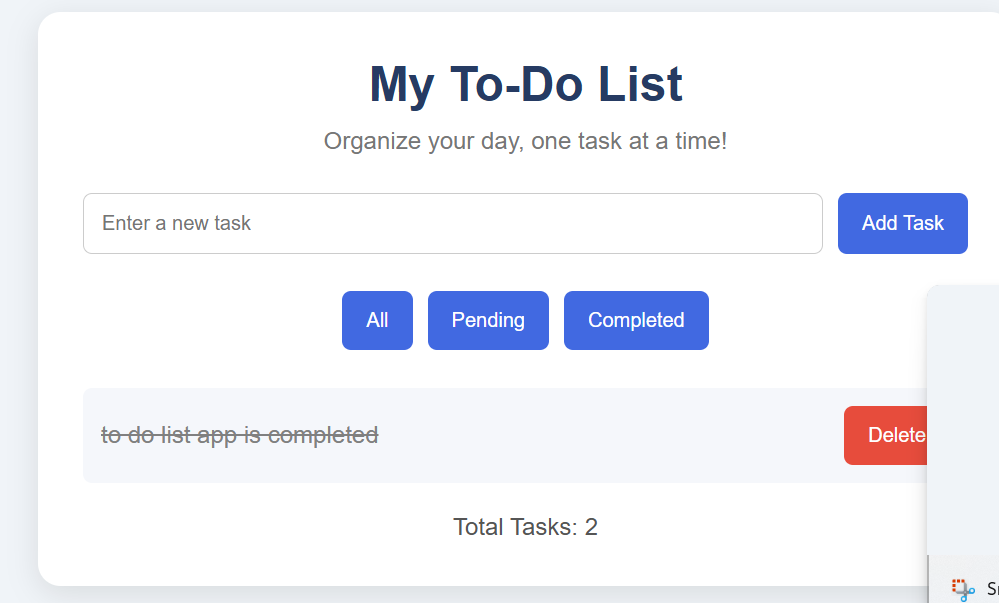 My To-Do List
Organize your day, one task at a time!
Enter a new task
Add Task
All
Pending
Completed
to do list app is completed
Delete
Total Tasks: 2